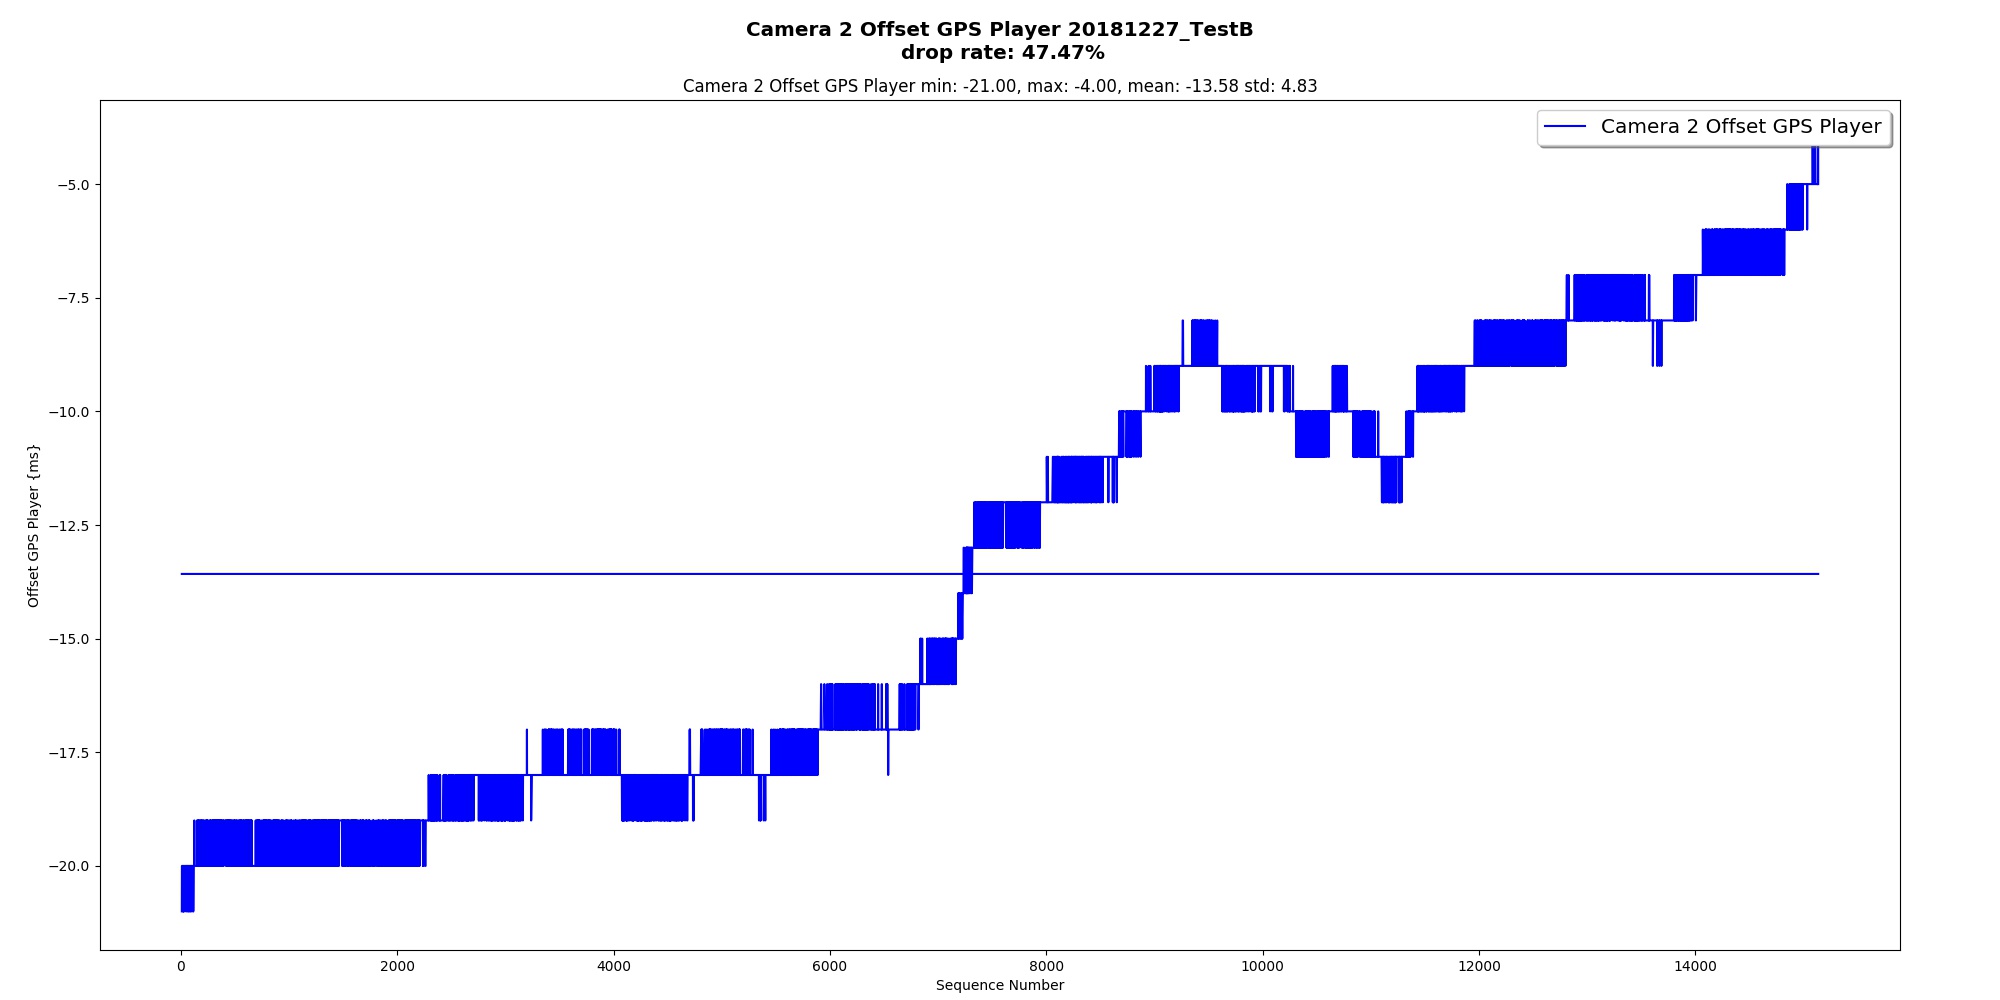 Camera 2 Offset GPS Player 20181227_TestB
drop rate: 47.47%
Camera 2 Offset GPS Player min: -21.00, max: -4.00, mean: -13.58 std: 4.83
Camera 2 Offset GPS Player
−5.0
−7.5
−10.0
−12.5
−15.0
−17.5
−20.0
Offset GPS Player {ms}
0 2000 4000 6000 8000 10000 12000 14000
Sequence Number